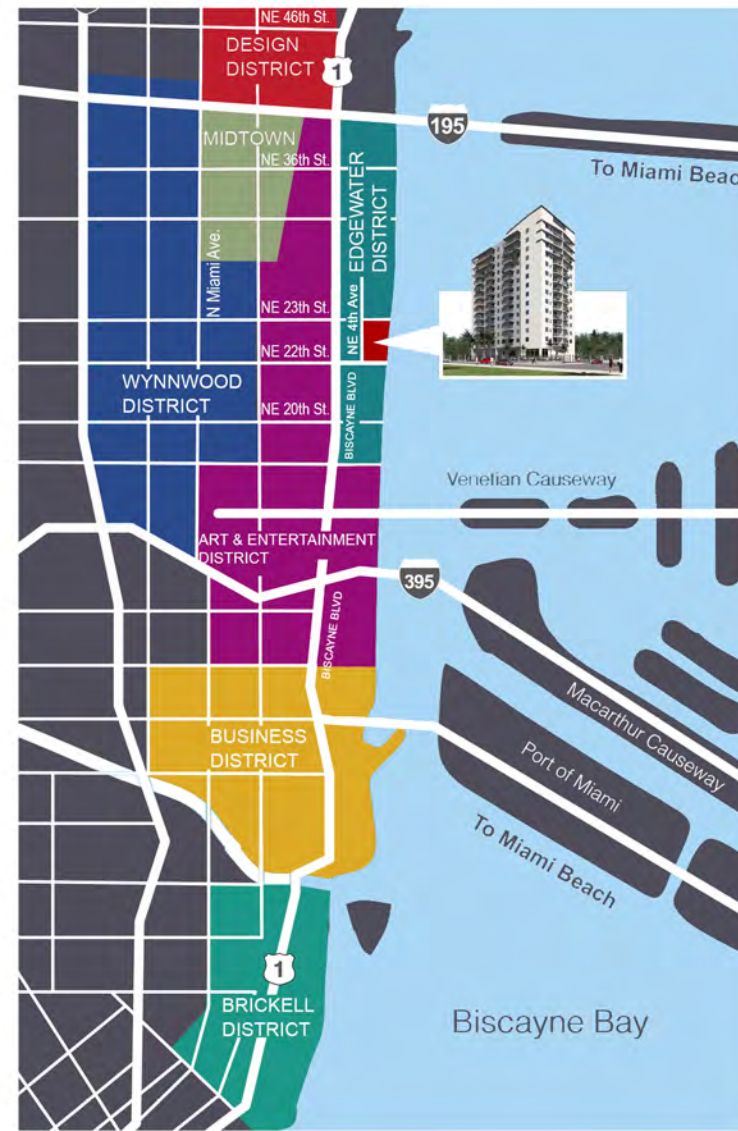 NE 46th St.
DESIGN
DISTRICT
1
195
MIDTOWN
NE 36th St.
To Miami Beac
EDGEWATER
DISTRICT
N Miami Ave.
NE 23th St.
NE 4th Ave
NE 22th St.
WYNNWOOD
DISTRICT
NE 20th St.
BISCAYNE BLVD
Venetian Causeway
ART & ENTERTAINMENT
DISTRICT
395
BISCAYNE BLVD
Macarthur Causeway
BUSINESS
DISTRICT
Port of Miami
To Miami Beach
1
BRICKELL
DISTRICT
Biscayne Bay